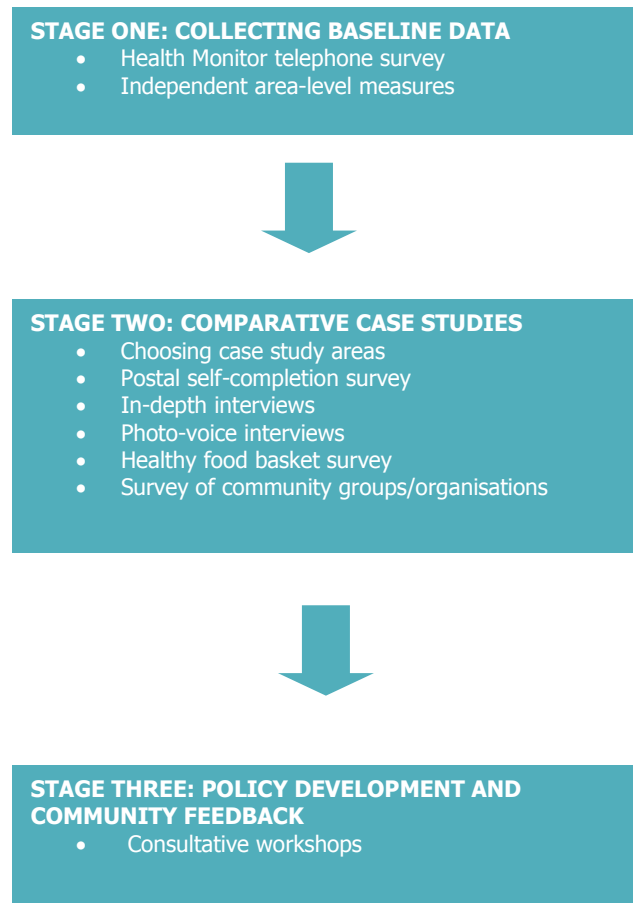 STAGE ONE: COLLECTING BASELINE DATA
• Health Monitor telephone survey
• Independent area-level measures
STAGE TWO: COMPARATIVE CASE STUDIES
• Choosing case study areas
• Postal self-completion survey
• In-depth interviews
• Photo-voice interviews
• Healthy food basket survey
• Survey of community groups/organisations
STAGE THREE: POLICY DEVELOPMENT AND
COMMUNITY FEEDBACK
• Consultative workshops